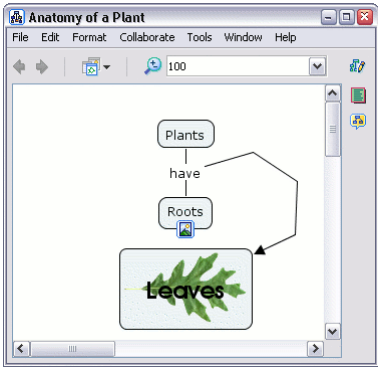 Anatomy of a Plant
File Edit Format Collaborate Tools Window Help
100
Plants
have
Roots
Leaves